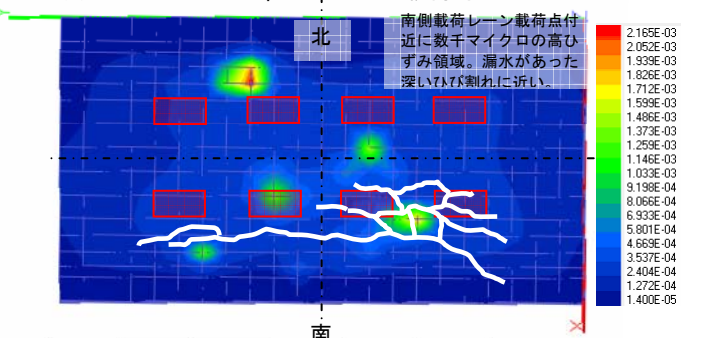 北
南側載荷レーン載荷点付
近に数千マイクロの高ひ
ずみ領域。漏水があった
深いひび割れに近い。
2.165E-03
2.052E-03
1.939E-03
1.826E-03
1.712E-03
1.599E-03
1.486E-03
1.373E-03
1.259E-03
1.146E-03
1.033E-03
9.198E-04
8.066E-04
6.933E-04
5.801E-04
4.669E-04
3.537E-04
2.404E-04
1.272E-04
1.400E-05
南
X